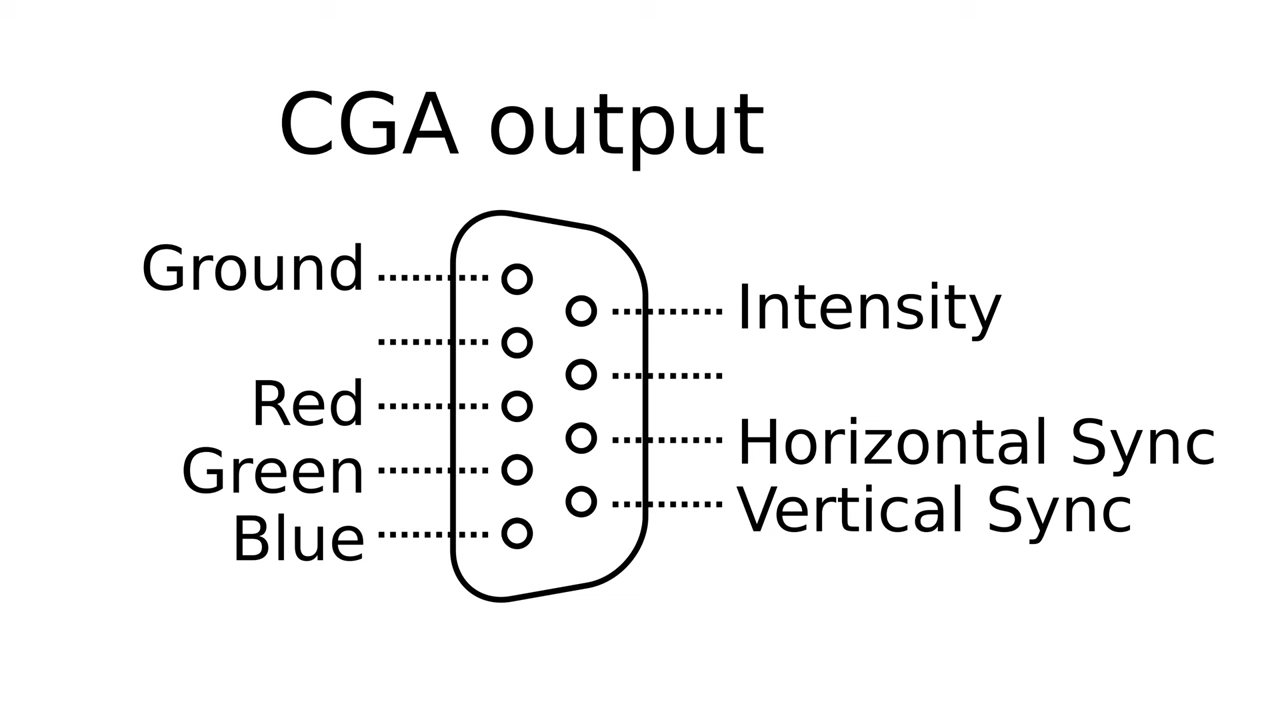 CGA output
Ground
Intensity
Red
Green
Blue
Horizontal Sync
Vertical Sync